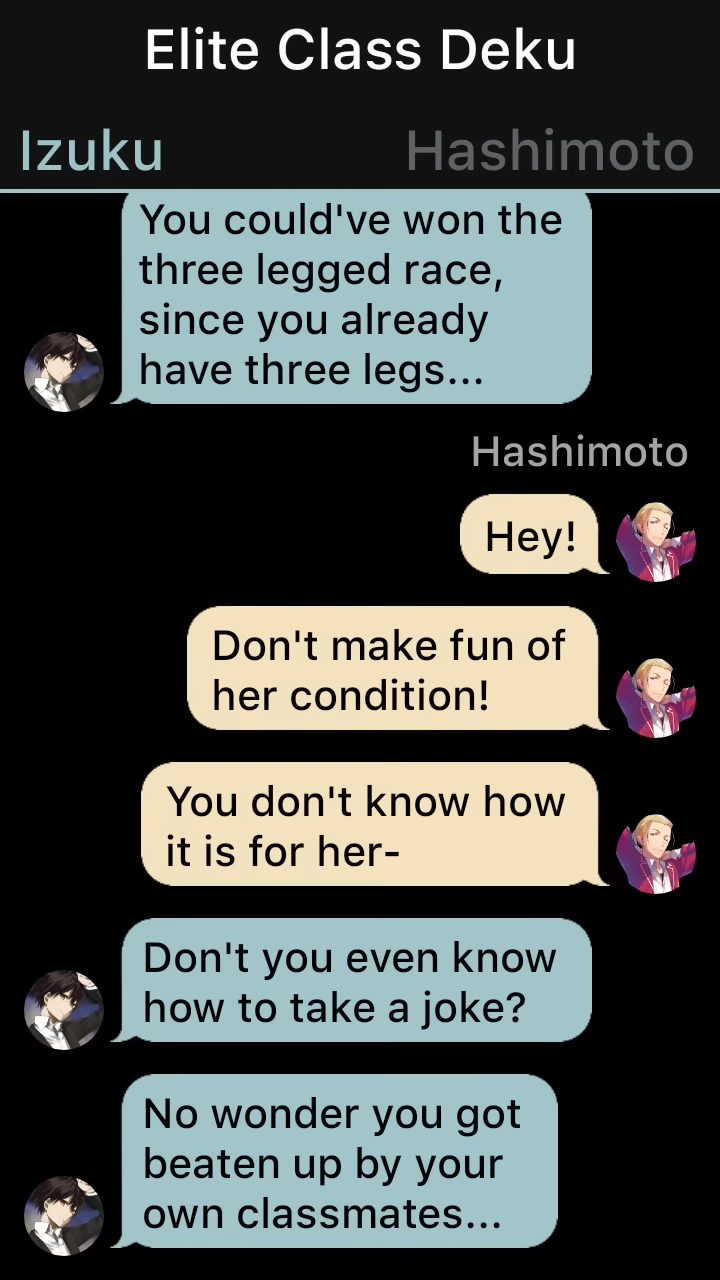 Elite Class Deku
Izuku
Hashimoto
You could've won the
three legged race,
since you already
have three legs...
Hashimoto
Hey!
Don't make fun of
her condition!
You don't know how
it is for her-
Don't you even know
how to take a joke?
No wonder you got
beaten up by your
own classmates...